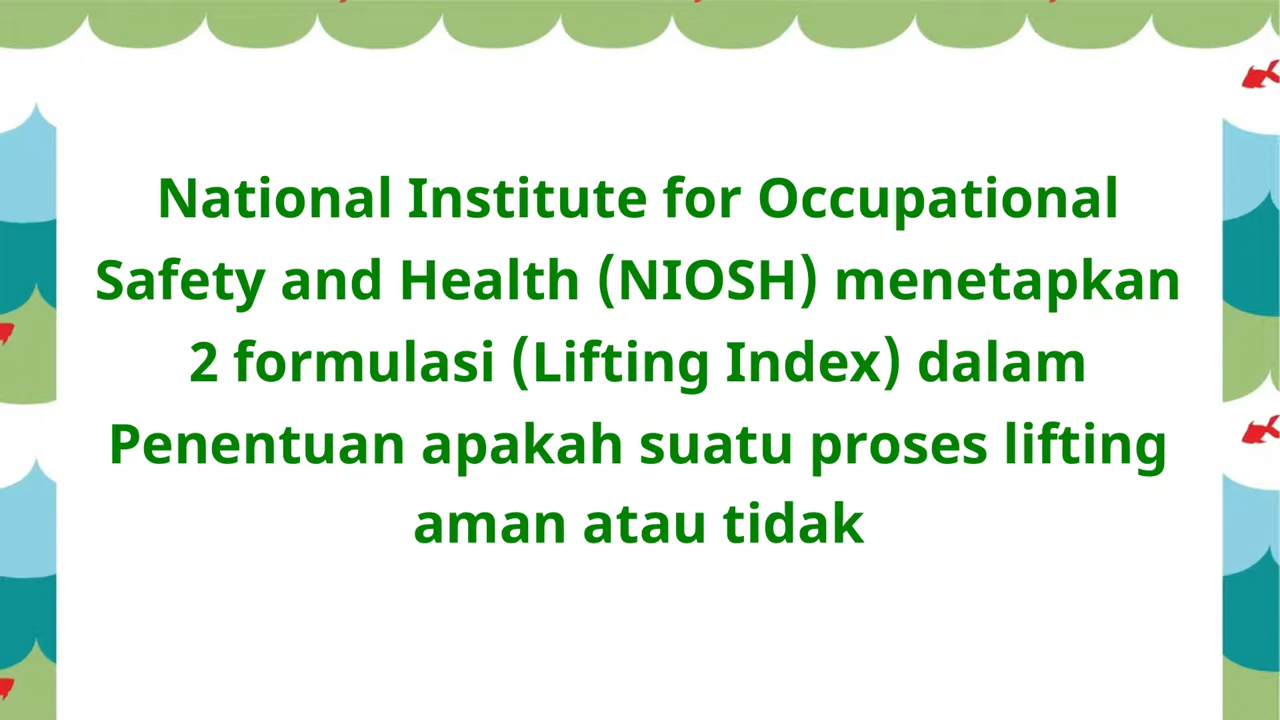 National Institute for Occupational
Safety and Health (NIOSH) menetapkan
2 formulasi (Lifting Index) dalam
Penentuan apakah suatu proses lifting
aman atau tidak